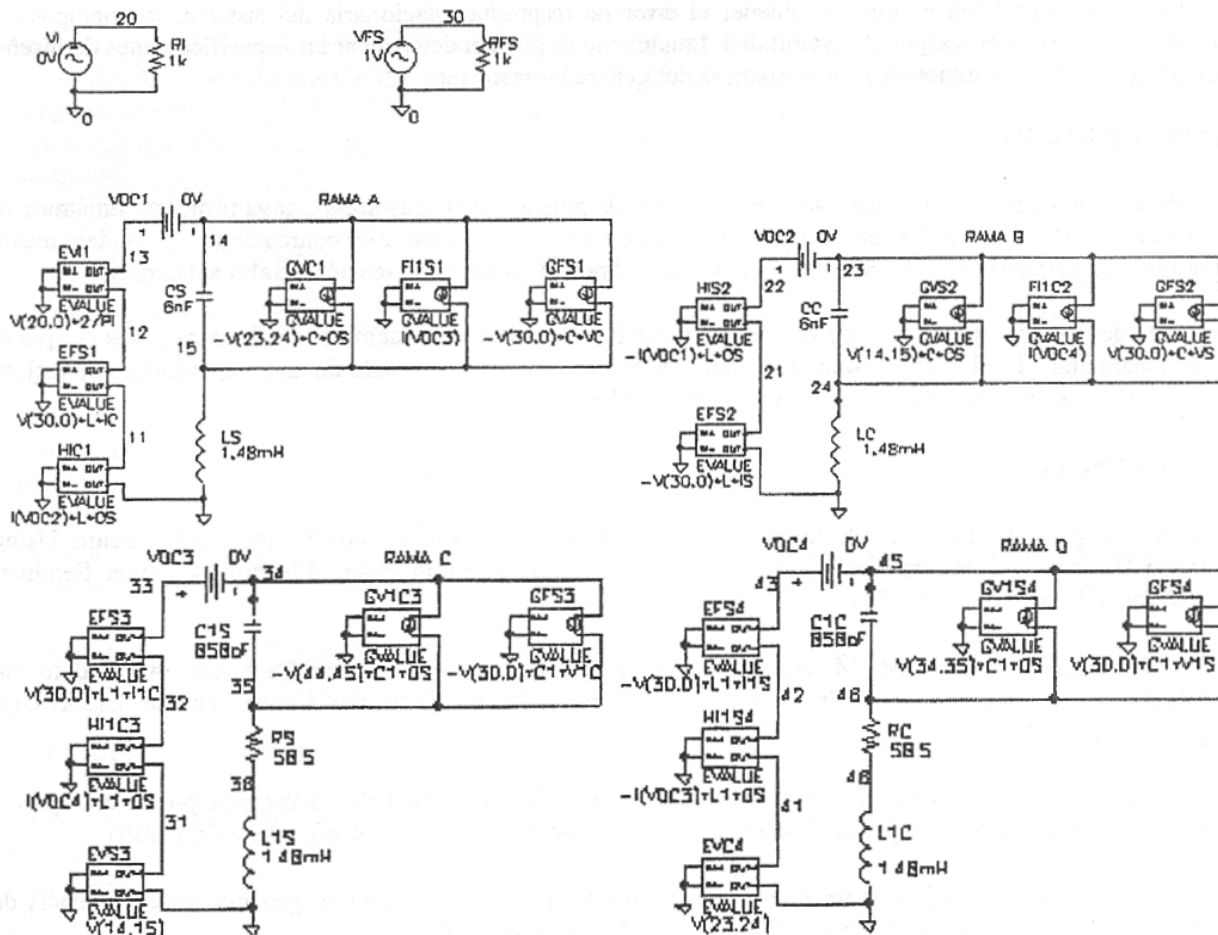 20
30
VI
0V
RI
1k
VFS
1V
RFS
1k
0
0
VOC1
0V
RAMA A
13
14
EVI1
EVALUE
V(20,0)*2/PI
CS
6nF
GVC1
GVALUE
-V(23,24)*C*OS
FI1S1
GVALUE
I(VOC3)
GFS1
GVALUE
-V(30,0)*C*VC
12
15
EFS1
EVALUE
V(30,0)*L*IC
11
LS
1.48mH
HIC1
EVALUE
I(VOC2)*L*OS
VOC2
0V
RAMA B
22
23
HIS2
EVALUE
-I(VOC1)*L*OS
CC
6nF
GVS2
GVALUE
V(14,15)*C*OS
FI1C2
GVALUE
I(VOC4)
GFS2
GVALUE
V(30,0)*C*VS
21
24
EFS2
EVALUE
-V(30,0)*L*IS
LC
1.48mH
VOC3
0V
RAMA C
33
34
EFS3
EVALUE
V(30,0)*L1*I1C
C1S
858pF
GV1C3
GVALUE
-V(44,45)*C1*OS
GFS3
GVALUE
-V(30,0)*C1*V1C
32
35
HI1C3
EVALUE
I(VOC4)*L1*OS
RS
58.5
36
31
EVS3
EVALUE
V(14,15)
L1S
1.48mH
VOC4
0V
RAMA D
43
45
EFS4
EVALUE
-V(30,0)*L1*I1S
C1C
858pF
GV1S4
GVALUE
V(34,35)*C1*OS
GFS4
GVALUE
V(30,0)*C1*V1S
42
46
HI1S4
EVALUE
-I(VOC3)*L1*OS
RC
58.5
41
EVC4
EVALUE
V(23,24)
L1C
1.48mH